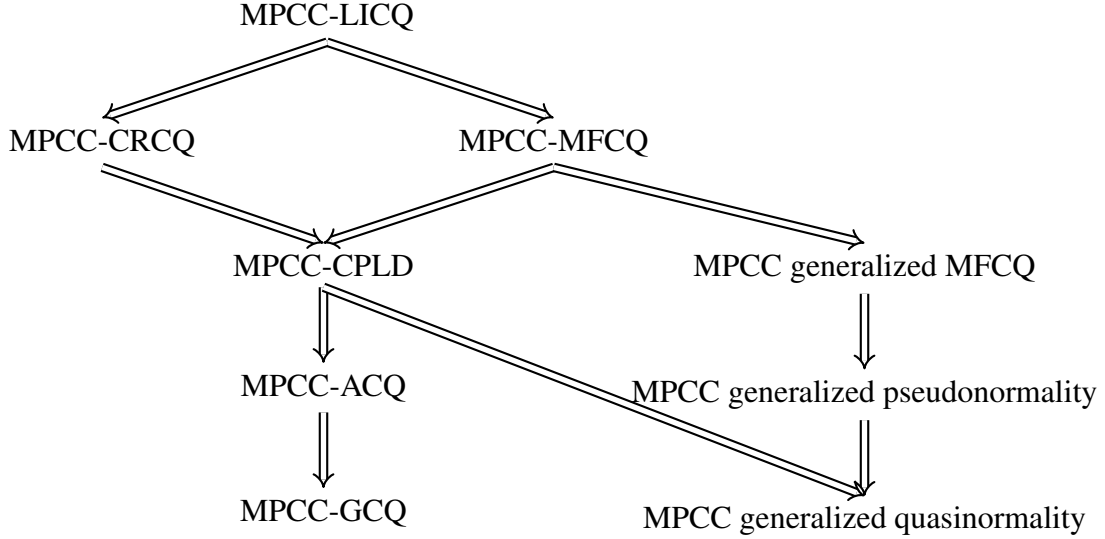 MPCC-LICQ
MPCC-CRCQ
MPCC-MFCQ
MPCC-CPLD
MPCC generalized MFCQ
MPCC-ACQ
MPCC generalized pseudonormality
MPCC-GCQ
MPCC generalized quasinormality